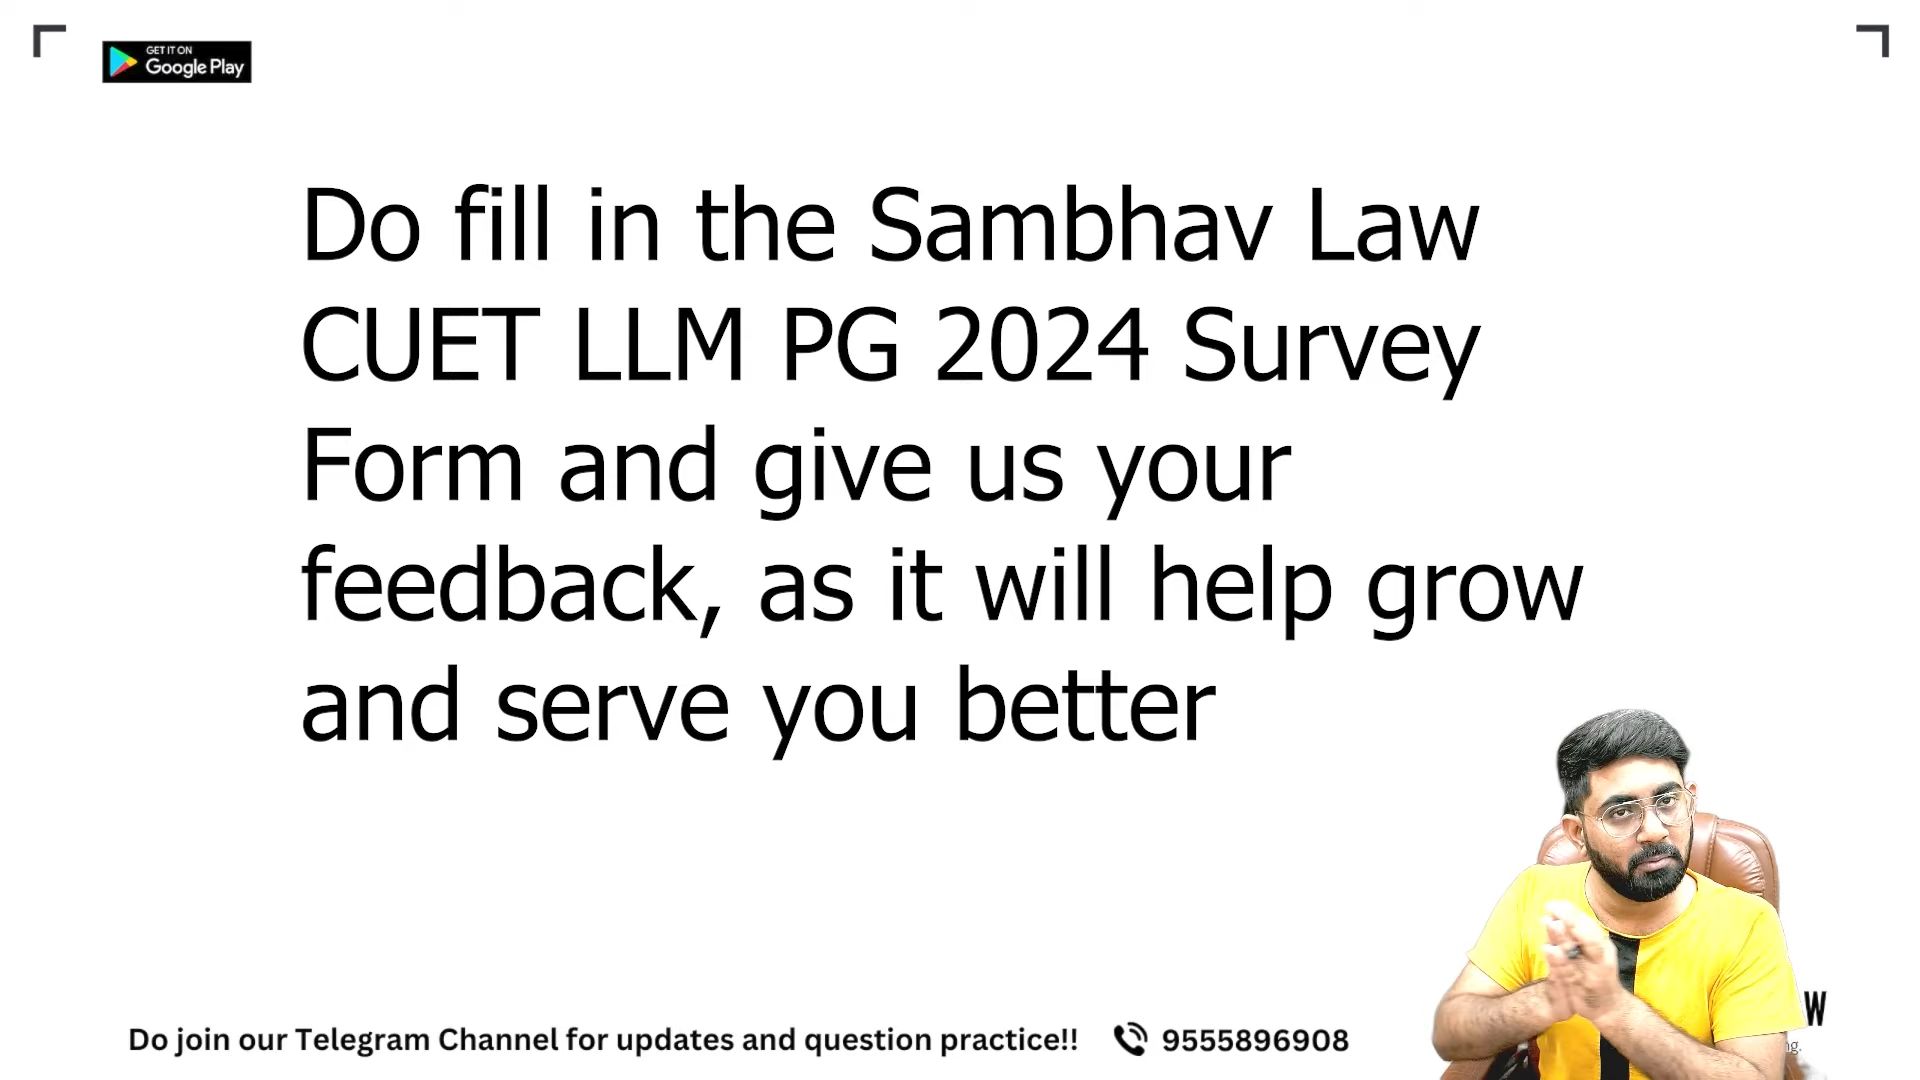 GET IT ON
Google Play
Do fill in the Sambhav Law
CUET LLM PG 2024 Survey
Form and give us your
feedback, as it will help grow
and serve you better
Do join our Telegram Channel for updates and question practice!! 9555896908
W